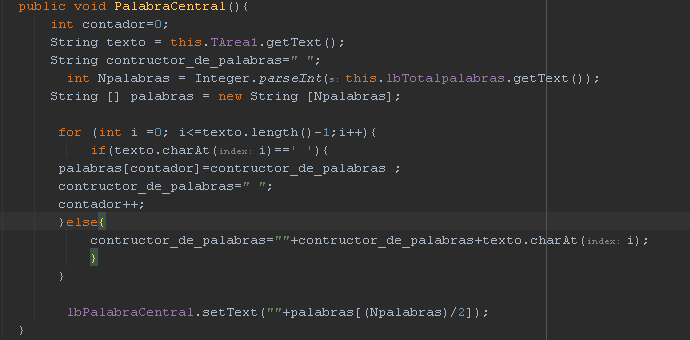 public void PalabraCentral(){
int contador=0;
String texto = this.TArea1.getText();
String contructor_de_palabras=" ";
int Npalabras = Integer.parseInt( s: this.lbTotalpalabras.getText());
String [] palabras = new String [Npalabras];
for (int i =0; i<=texto.length()-1;i++){
if(texto.charAt( index: i)==' '){
palabras[contador]=contructor_de_palabras ;
contructor_de_palabras=" ";
contador++;
}else{
contructor_de_palabras=""+contructor_de_palabras+texto.charAt( index: i);
}
}
lbPalabraCentral.setText(""+palabras[(Npalabras)/2]);
}